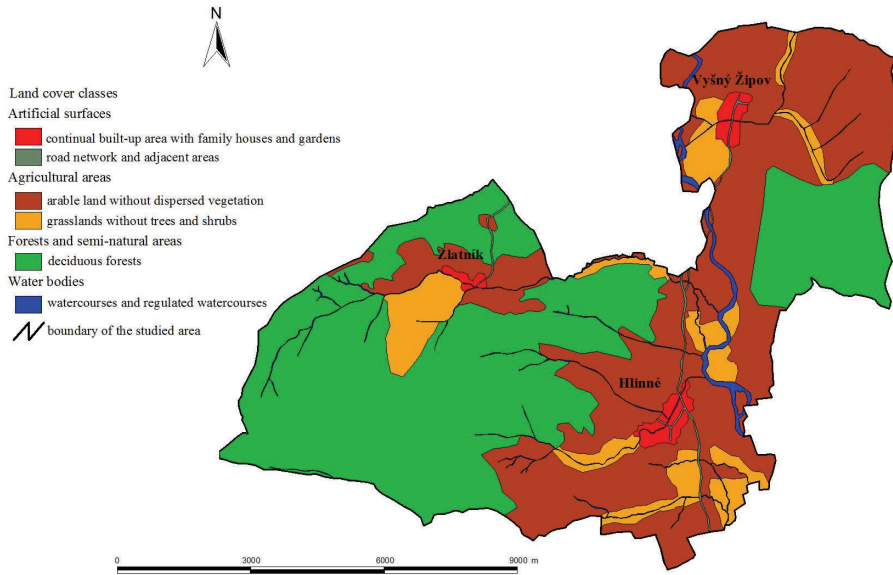 N
Land cover classes
Artificial surfaces
continual built-up area with family houses and gardens
road network and adjacent areas
Agricultural areas
arable land without dispersed vegetation
grasslands without trees and shrubs
Forests and semi-natural areas
deciduous forests
Water bodies
watercourses and regulated watercourses
boundary of the studied area
Vyšný Žipov
Zlatník
Hlinné
0 3000 6000 9000 m